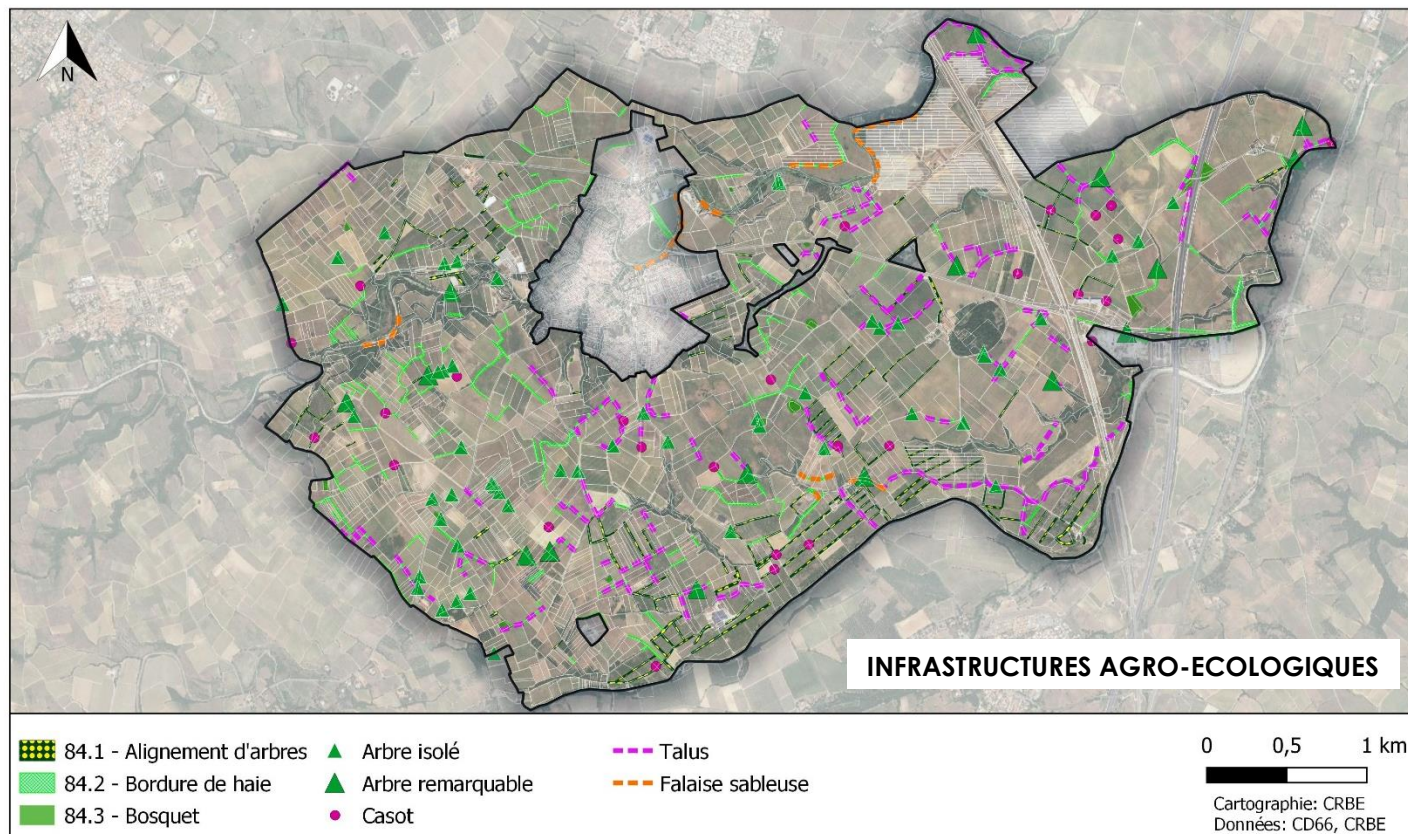 N
INFRASTRUCTURES AGRO-ECOLOGIQUES
84.1 - Alignement d'arbres
84.2 - Bordure de haie
84.3 - Bosquet
Arbre isolé
Arbre remarquable
Casot
Talus
Falaise sableuse
0 0,5 1 km
Cartographie: CRBE
Données: CD66, CRBE